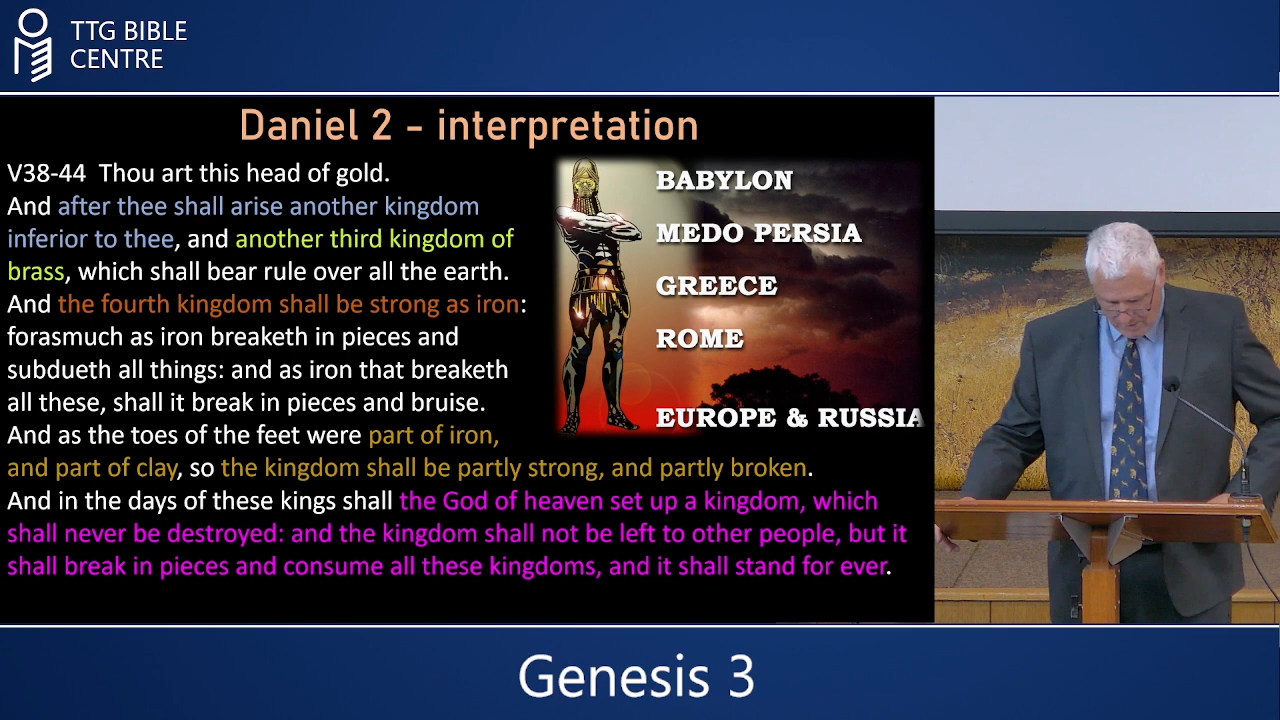 TTG BIBLE
CENTRE
Daniel 2 - interpretation
V38-44 Thou art this head of gold.
And after thee shall arise another kingdom
inferior to thee, and another third kingdom of
brass, which shall bear rule over all the earth.
And the fourth kingdom shall be strong as iron:
forasmuch as iron breaketh in pieces and
subdueth all things: and as iron that breaketh
all these, shall it break in pieces and bruise.
And as the toes of the feet were part of iron,
and part of clay, so the kingdom shall be partly strong, and partly broken.
And in the days of these kings shall the God of heaven set up a kingdom, which
shall never be destroyed: and the kingdom shall not be left to other people, but it
shall break in pieces and consume all these kingdoms, and it shall stand for ever.
BABYLON
MEDO PERSIA
GREECE
ROME
EUROPE & RUSSIA
Genesis 3